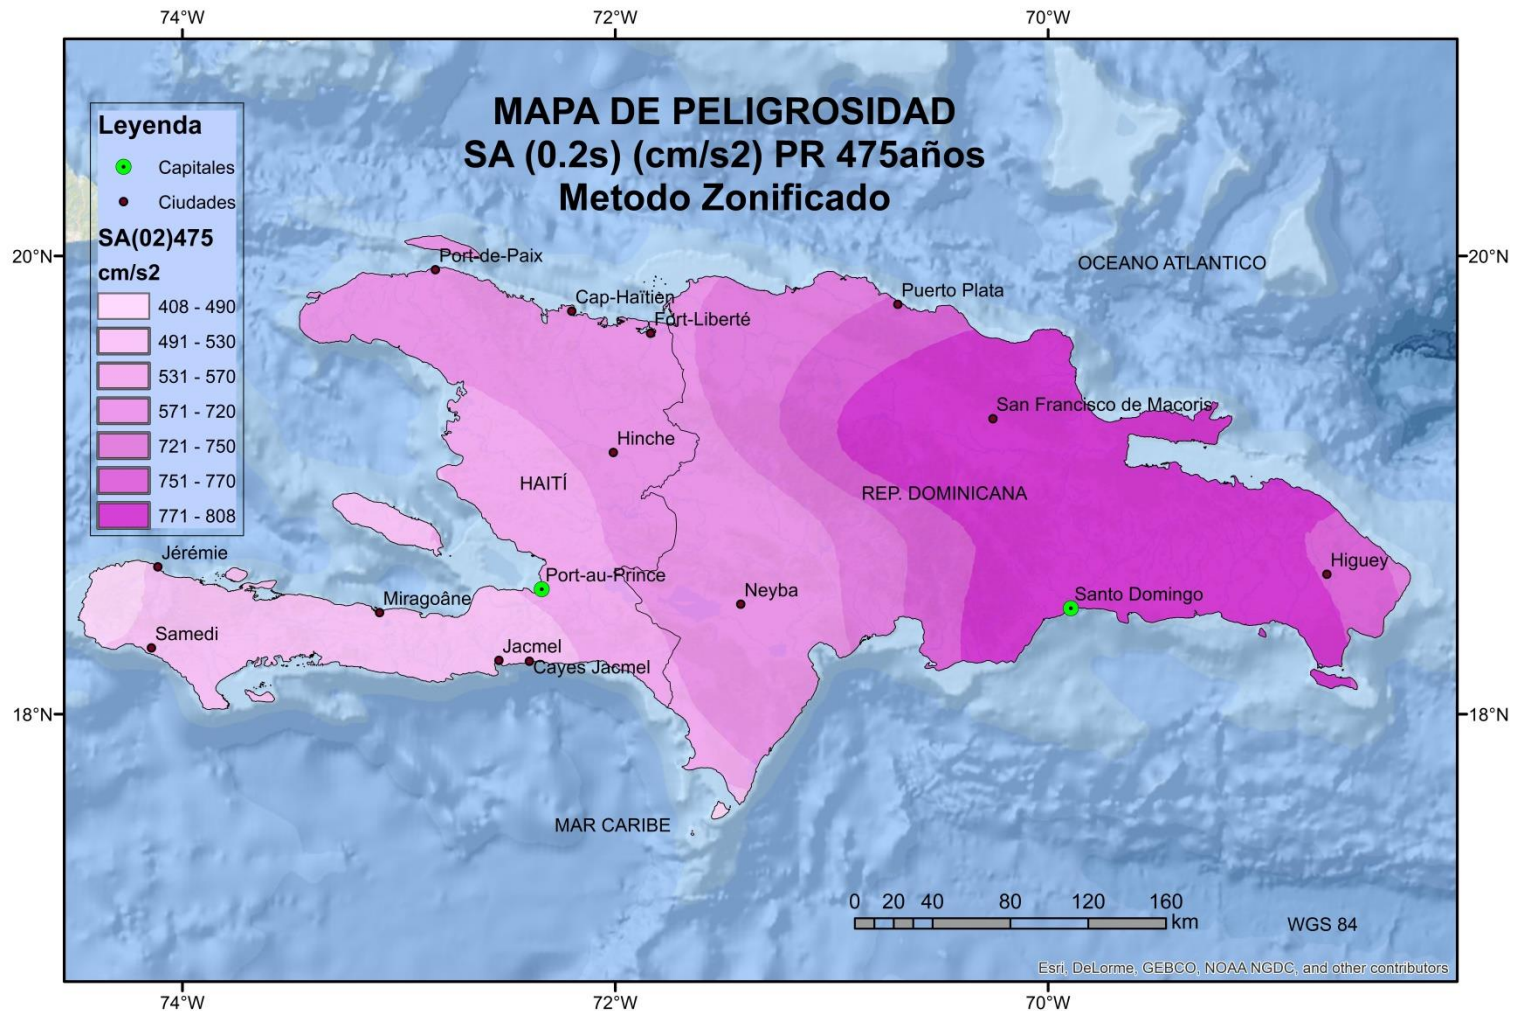 74°W
72°W
70°W
MAPA DE PELIGROSIDAD
SA (0.2s) (cm/s2) PR 475años
Metodo Zonificado
Leyenda
Capitales
Ciudades
SA(02)475
cm/s2
408 - 490
491 - 530
531 - 570
571 - 720
721 - 750
751 - 770
771 - 808
20°N
20°N
OCEANO ATLANTICO
Port-de-Paix
Cap-Haïtien
Fort-Liberté
Puerto Plata
San Francisco de Macoris
Hinche
HAITÍ
REP. DOMINICANA
Jérémie
Port-au-Prince
Miragoâne
Neyba
Higuey
Santo Domingo
Samedi
Jacmel
Cayes Jacmel
18°N
18°N
MAR CARIBE
0 20 40 80 120 160
km
WGS 84
Esri, DeLorme, GEBCO, NOAA NGDC, and other contributors
74°W
72°W
70°W